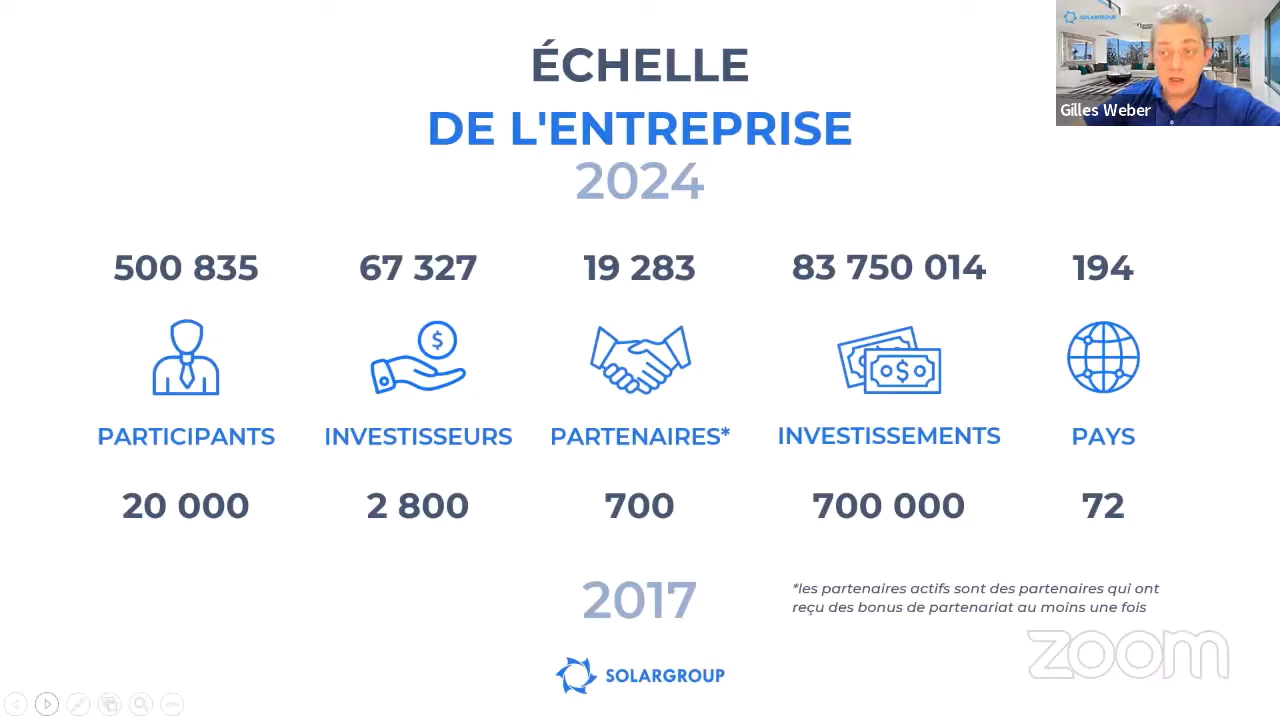 ÉCHELLE
DE L'ENTREPRISE
2024
SOLARGROUP
Gilles Weber
500 835 67 327 19 283 83 750 014 194
PARTICIPANTS INVESTISSEURS PARTENAIRES* INVESTISSEMENTS PAYS
20 000 2 800 700 700 000 72
2017
*les partenaires actifs sont des partenaires qui ont
reçu des bonus de partenariat au moins une fois
zoom
SOLARGROUP